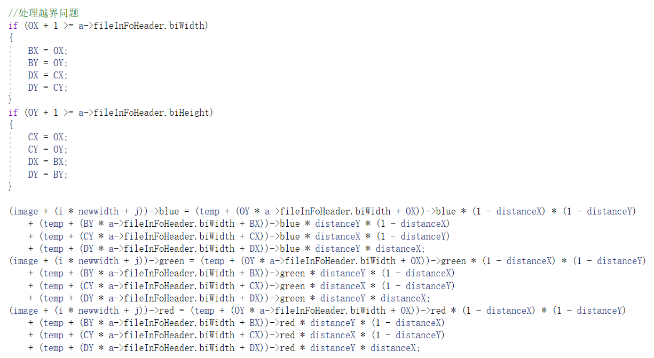 //处理越界问题
if (OX + 1 >= a->fileInFoHeader.biWidth)
{
    BX = OX;
    BY = OY;
    DX = CX;
    DY = CY;
}
if (OY + 1 >= a->fileInFoHeader.biHeight)
{
    CX = OX;
    CY = OY;
    DX = BX;
    DY = BY;
}
(image + (i * newwidth + j))->blue = (temp + (OY * a->fileInFoHeader.biWidth + OX))->blue * (1 - distanceX) * (1 - distanceY)
    + (temp + (BY * a->fileInFoHeader.biWidth + BX))->blue * distanceY * (1 - distanceX)
    + (temp + (CY * a->fileInFoHeader.biWidth + CX))->blue * distanceX * (1 - distanceY)
    + (temp + (DY * a->fileInFoHeader.biWidth + DX))->blue * distanceY * distanceX;
(image + (i * newwidth + j))->green = (temp + (OY * a->fileInFoHeader.biWidth + OX))->green * (1 - distanceX) * (1 - distanceY)
    + (temp + (BY * a->fileInFoHeader.biWidth + BX))->green * distanceY * (1 - distanceX)
    + (temp + (CY * a->fileInFoHeader.biWidth + CX))->green * distanceX * (1 - distanceY)
    + (temp + (DY * a->fileInFoHeader.biWidth + DX))->green * distanceY * distanceX;
(image + (i * newwidth + j))->red = (temp + (OY * a->fileInFoHeader.biWidth + OX))->red * (1 - distanceX) * (1 - distanceY)
    + (temp + (BY * a->fileInFoHeader.biWidth + BX))->red * distanceY * (1 - distanceX)
    + (temp + (CY * a->fileInFoHeader.biWidth + CX))->red * distanceX * (1 - distanceY)
    + (temp + (DY * a->fileInFoHeader.biWidth + DX))->red * distanceY * distanceX;